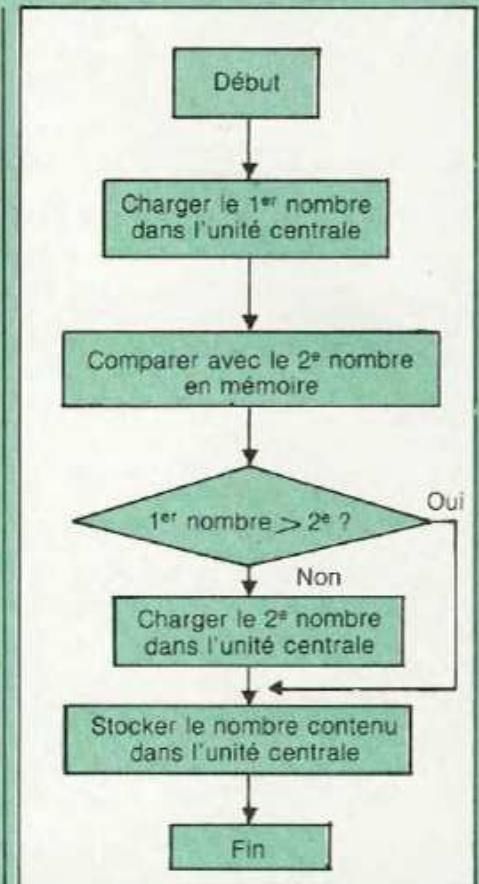 Début
Charger le 1er nombre
dans l'unité centrale
Comparer avec le 2e nombre
en mémoire
1er nombre > 2e ?
Oui
Non
Charger le 2e nombre
dans l'unité centrale
Stocker le nombre contenu
dans l'unité centrale
Fin